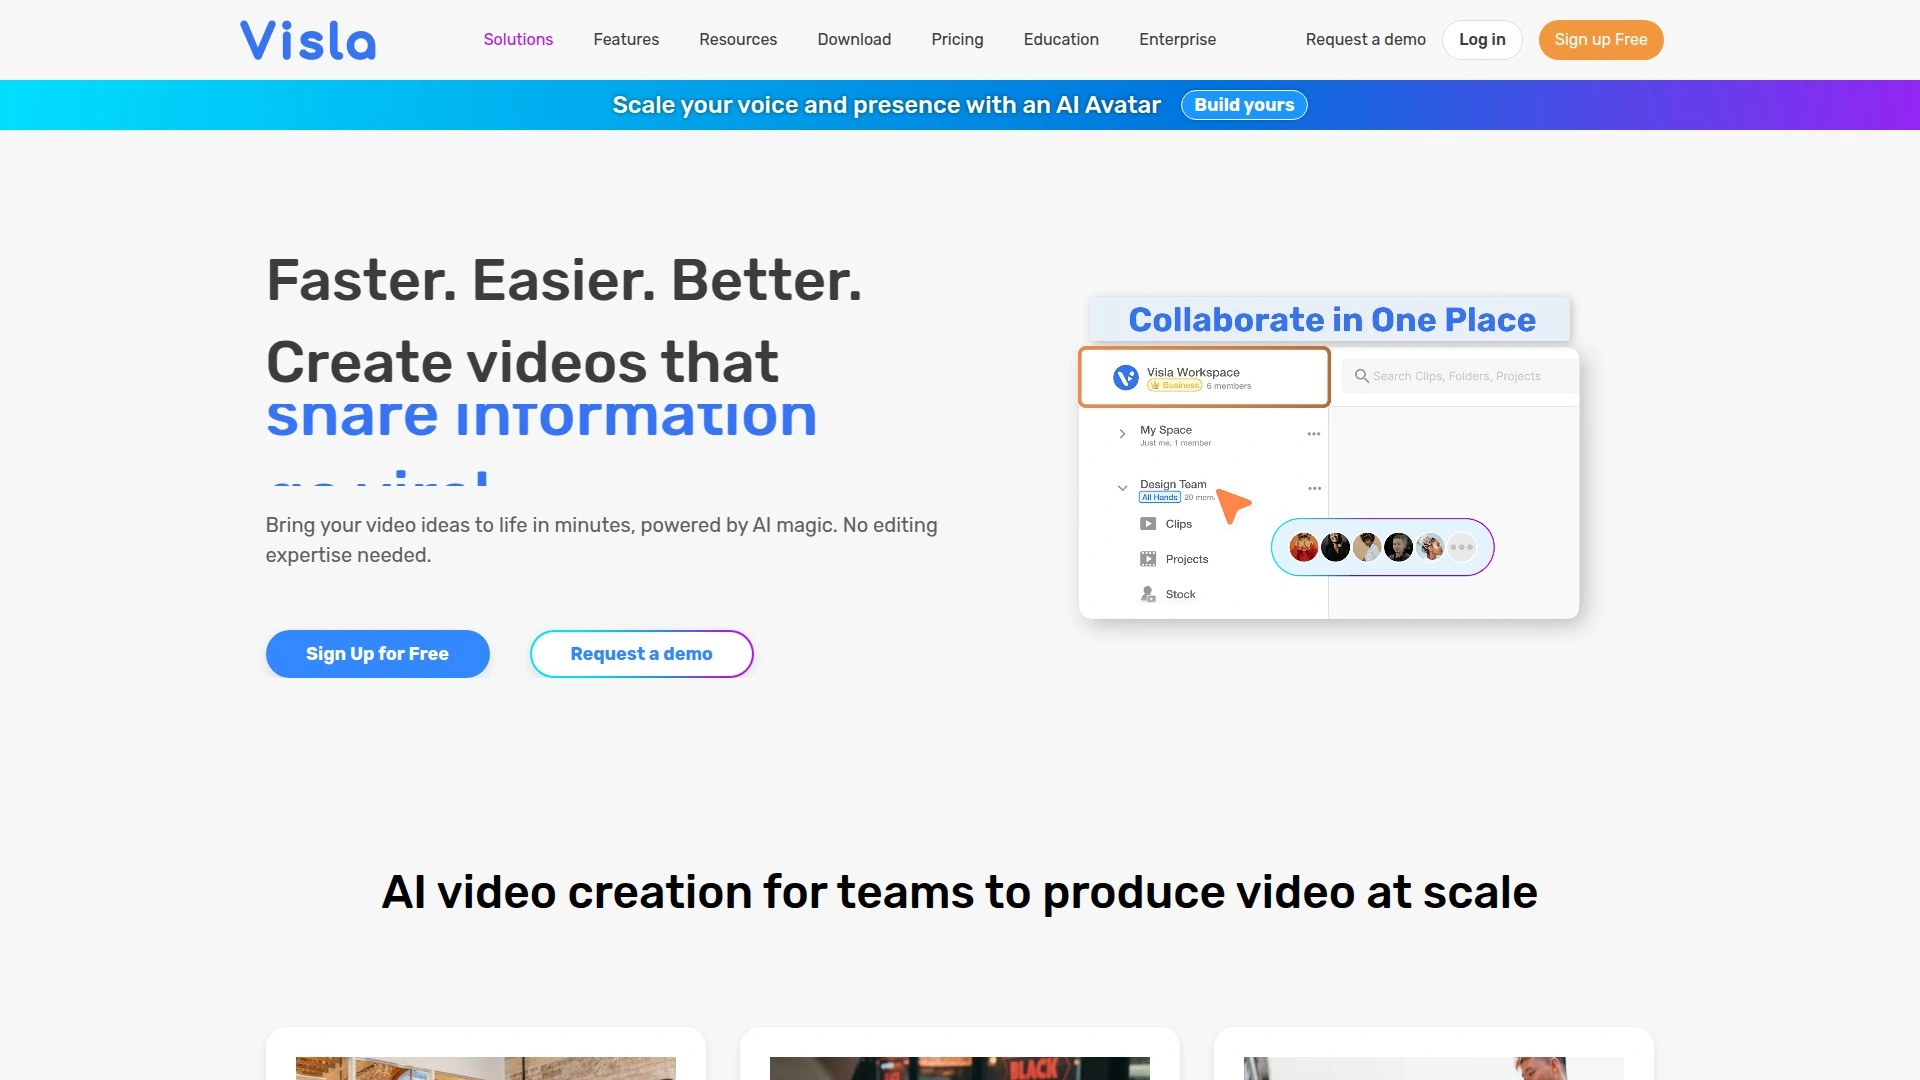 Visla
Solutions
Features
Resources
Download
Pricing
Education
Enterprise
Request a demo
Log in
Sign up Free
Scale your voice and presence with an AI Avatar
Build yours
Faster. Easier. Better.
Create videos that
share information
go viral
Bring your video ideas to life in minutes, powered by AI magic. No editing
expertise needed.
Sign Up for Free
Request a demo
Collaborate in One Place
Visla Workspace
Business 6 members
Search Clips, Folders, Projects
My Space
Just me, 1 member
Design Team
All Hands 20 mem
Clips
Projects
Stock
AI video creation for teams to produce video at scale
BLACK